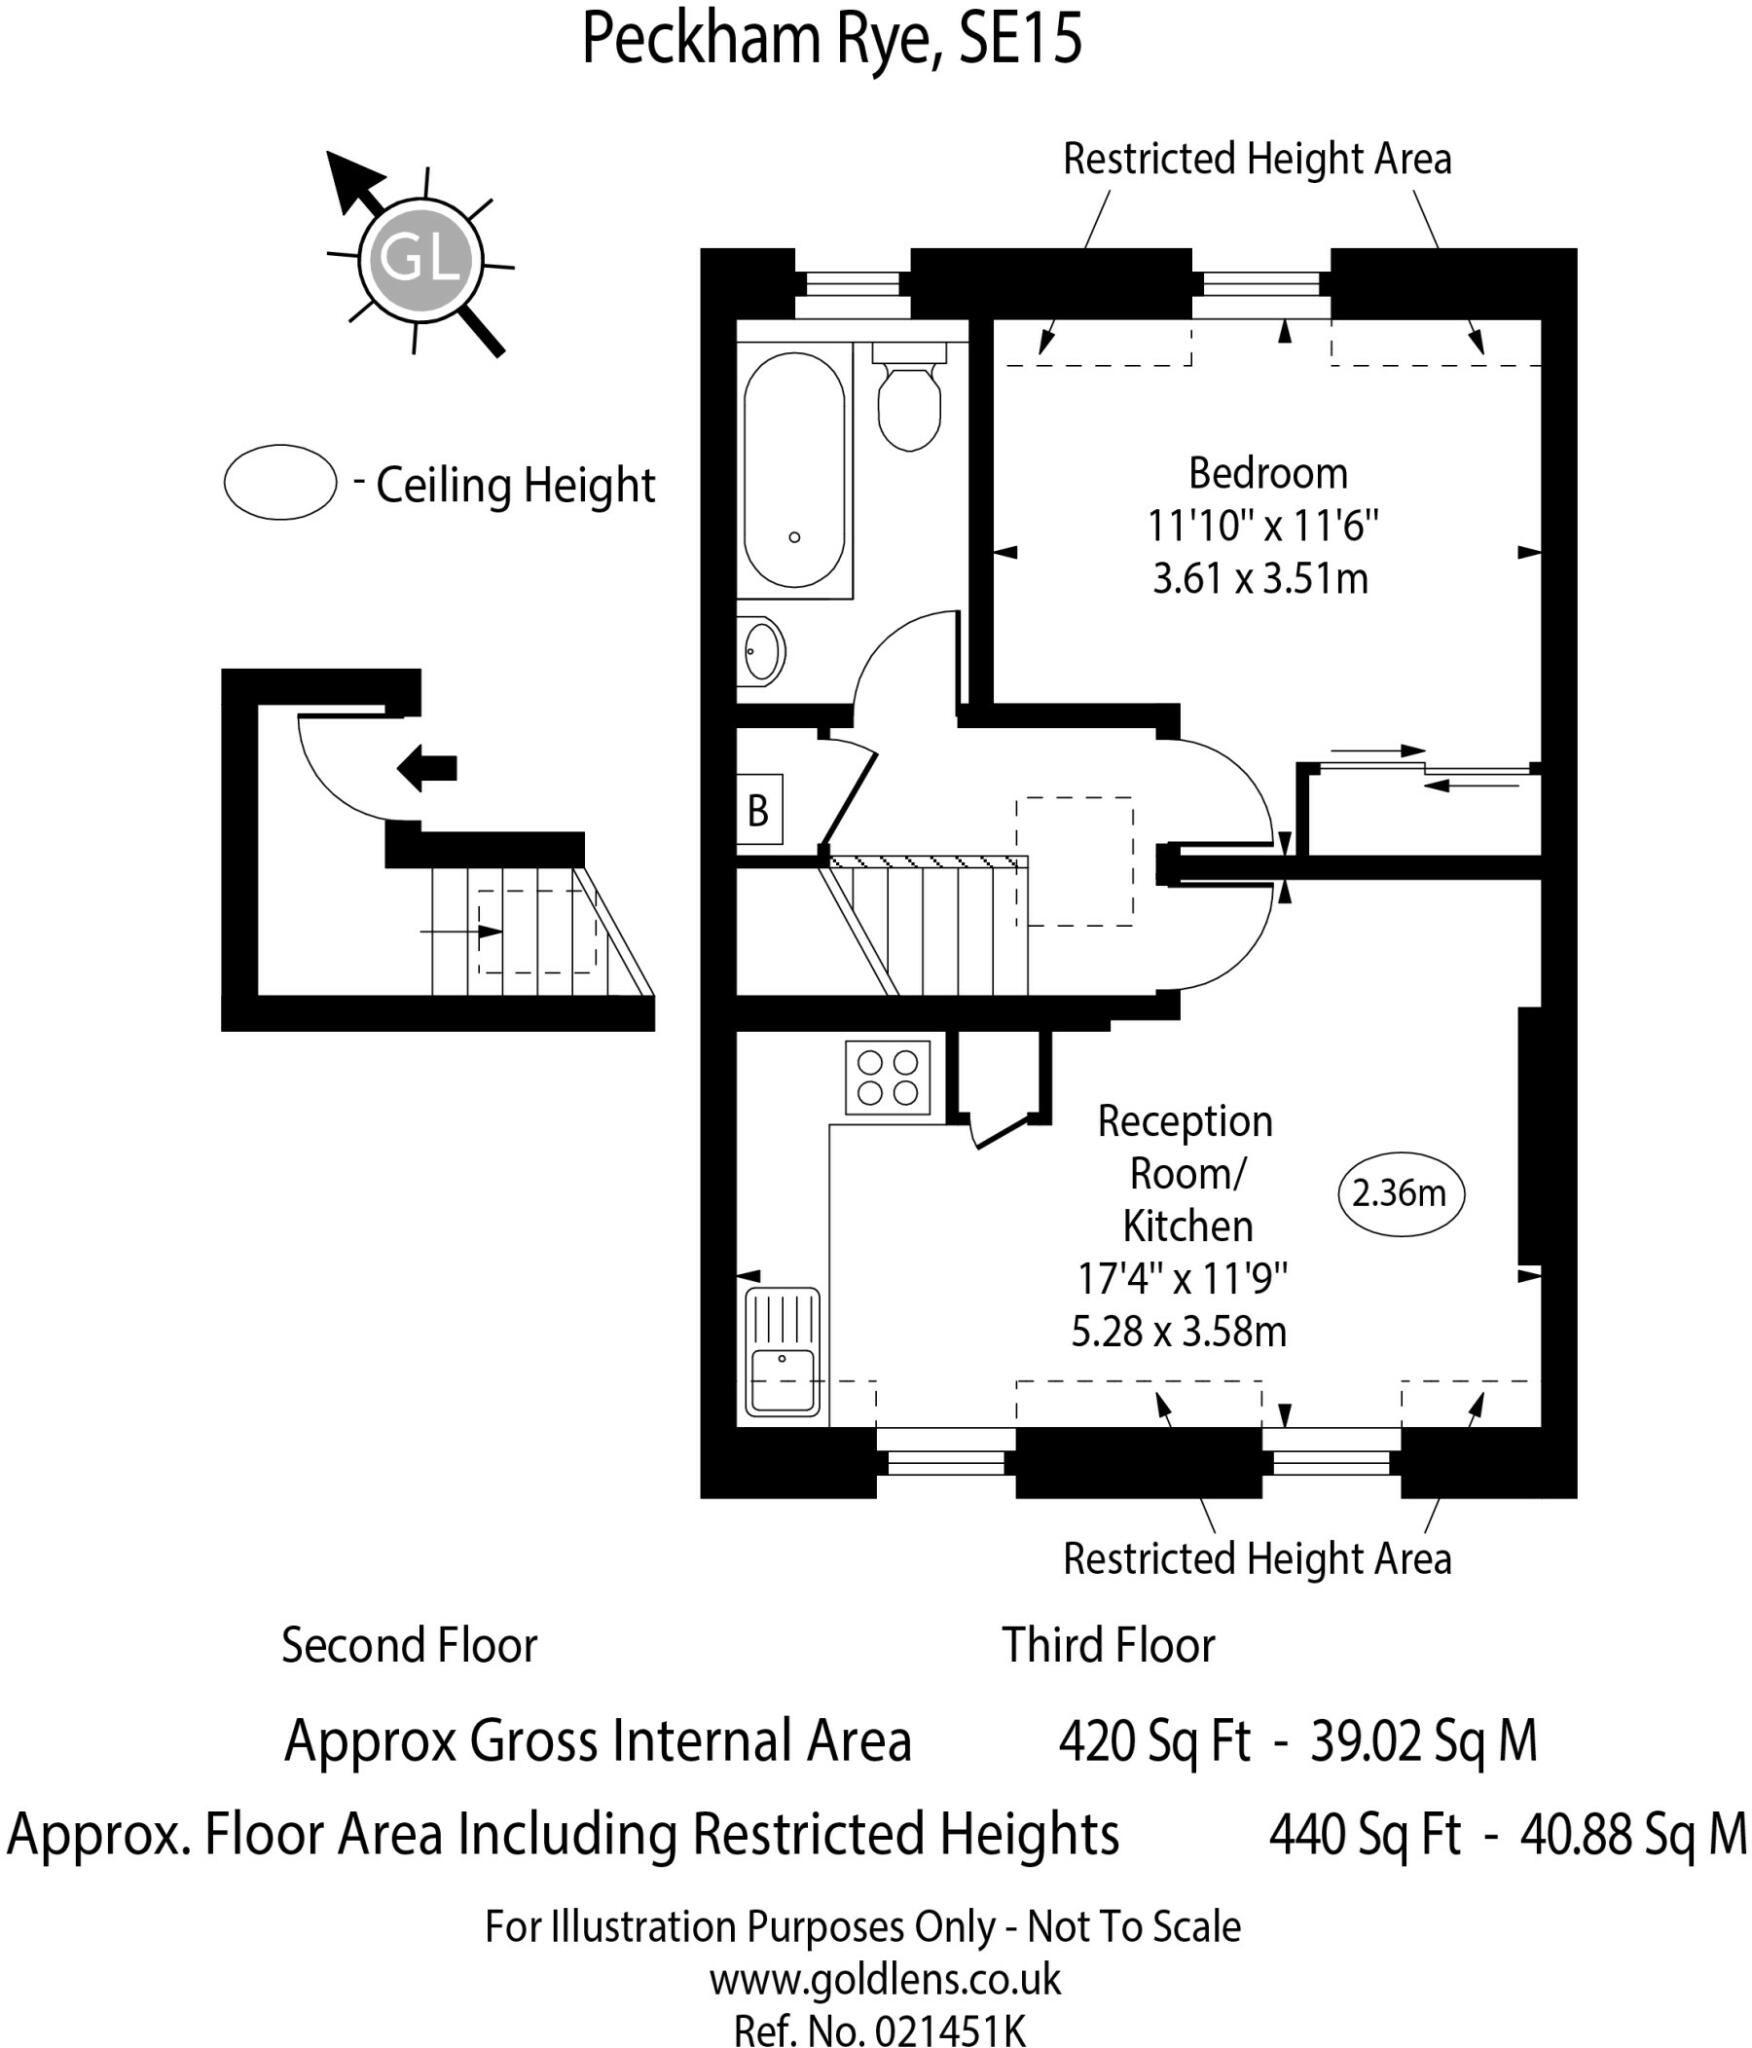 Peckham Rye, SE15
Restricted Height Area
GL
- Ceiling Height
Bedroom
11'10" x 11'6"
3.61 x 3.51m
B
Reception
Room/
Kitchen
17'4" x 11'9"
5.28 x 3.58m
2.36m
Restricted Height Area
Second Floor
Third Floor
Approx Gross Internal Area 420 Sq Ft - 39.02 Sq M
Approx. Floor Area Including Restricted Heights 440 Sq Ft - 40.88 Sq M
For Illustration Purposes Only - Not To Scale
www.goldlens.co.uk
Ref. No. 021451K